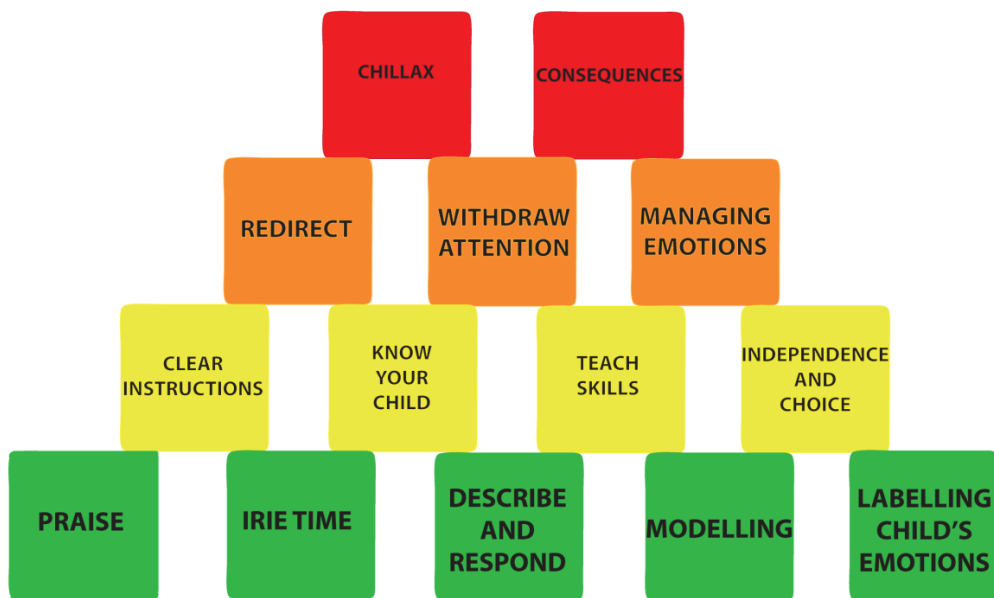 CHILLAX
CONSEQUENCES
REDIRECT
WITHDRAW
ATTENTION
MANAGING
EMOTIONS
CLEAR
INSTRUCTIONS
KNOW
YOUR
CHILD
TEACH
SKILLS
INDEPENDENCE
AND
CHOICE
PRAISE
IRIE TIME
DESCRIBE
AND
RESPOND
MODELLING
LABELLING
CHILD'S
EMOTIONS